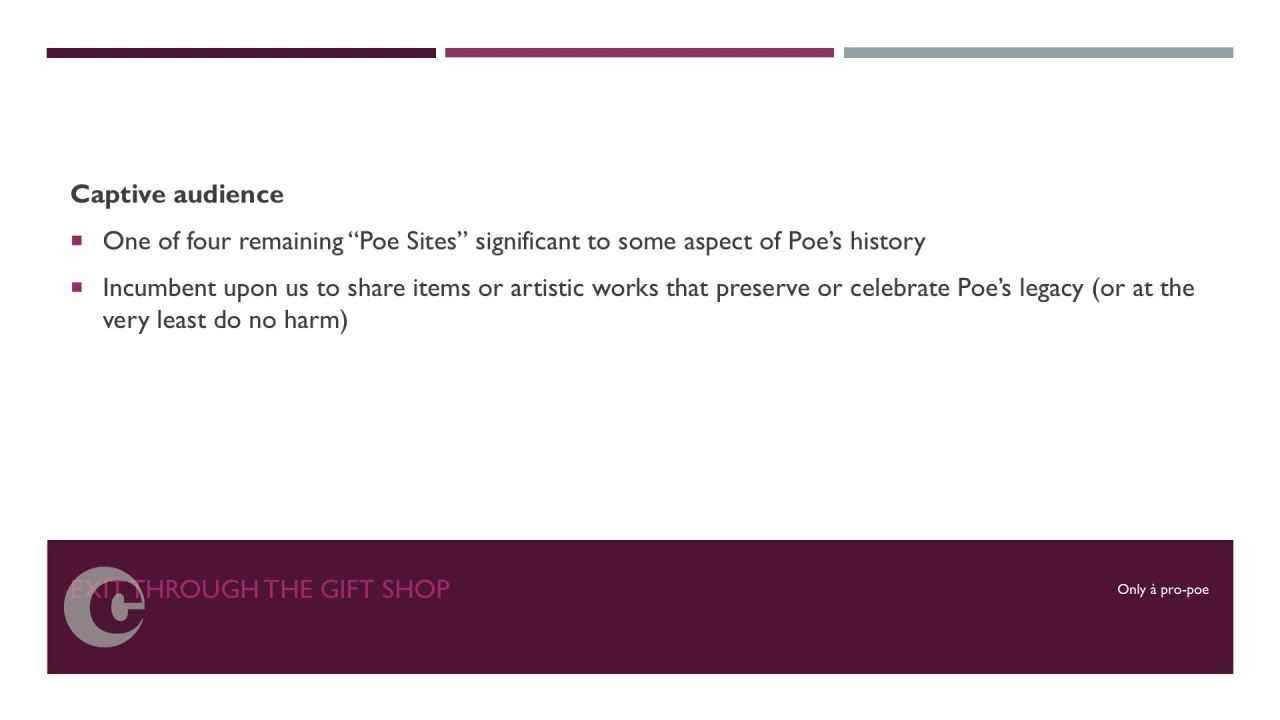 Captive audience
One of four remaining “Poe Sites” significant to some aspect of Poe’s history
Incumbent upon us to share items or artistic works that preserve or celebrate Poe’s legacy (or at the
very least do no harm)
EXIT THROUGH THE GIFT SHOP
Only à pro-poe